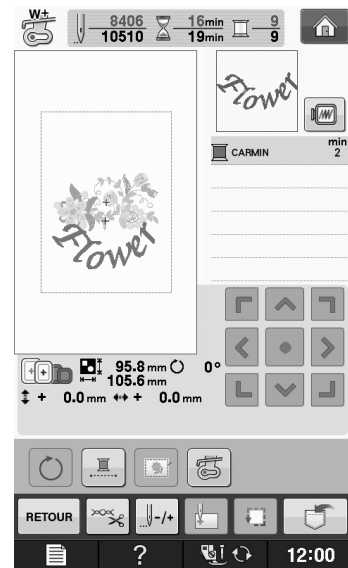 W+
8406 16min 9
10510 19min 9
Flower
min
CARMIN 2
Flower
95.8 mm 0°
105.6 mm
+ 0.0 mm + 0.0 mm
RETOUR -/+
? i 12:00